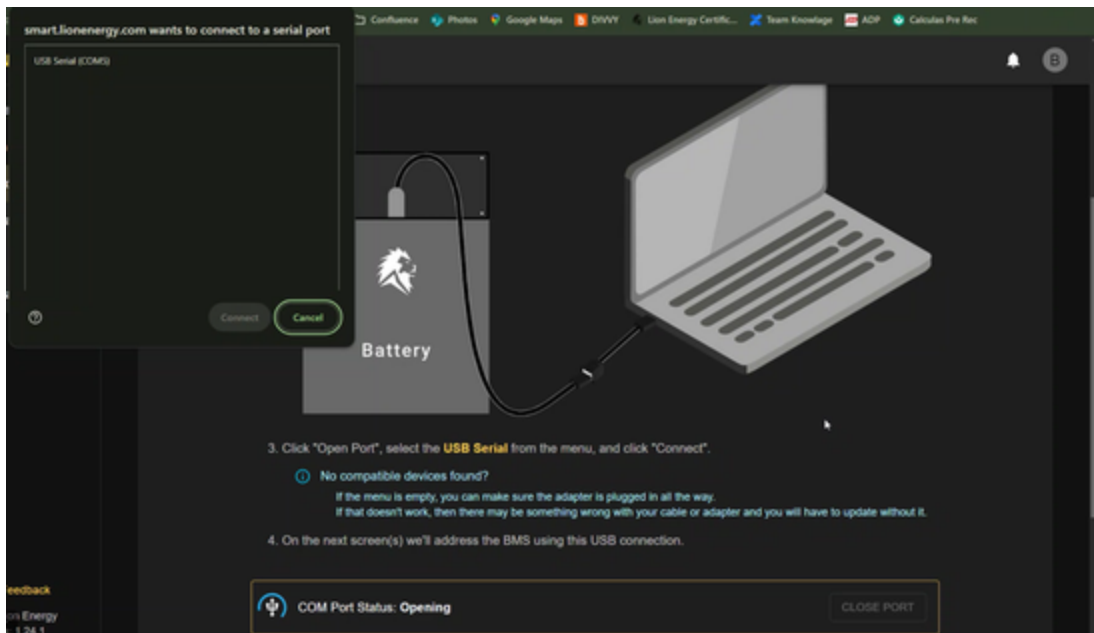 Confluence Photos Google Maps DIVVY Lion Energy Certific... Team Knowlage ADP Calculas Pre Rec
smart.lionenergy.com wants to connect to a serial port
USB Serial (COM5)
B
Connect Cancel
Battery
3. Click "Open Port", select the USB Serial from the menu, and click "Connect".
No compatible devices found?
If the menu is empty, you can make sure the adapter is plugged in all the way.
If that doesn't work, then there may be something wrong with your cable or adapter and you will have to update without it.
4. On the next screen(s) we'll address the BMS using this USB connection.
eedback
COM Port Status: Opening CLOSE PORT
on Energy
1.24.1